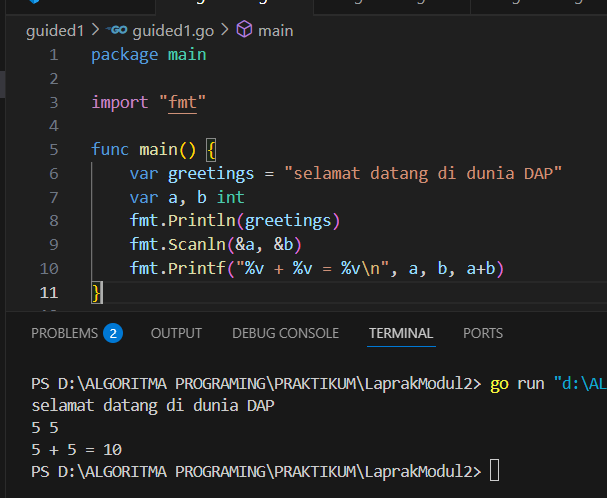 guided1 > GO guided1.go > main
1 package main
2
3 import "fmt"
4
5 func main() {
6 var greetings = "selamat datang di dunia DAP"
7 var a, b int
8 fmt.Println(greetings)
9 fmt.Scanln(&a, &b)
10 fmt.Printf("%v + %v = %v\n", a, b, a+b)
11 }
PROBLEMS 2 OUTPUT DEBUG CONSOLE TERMINAL PORTS
PS D:\ALGORITMA PROGRAMING\PRAKTIKUM\LaprakModul2> go run "d:\AL
selamat datang di dunia DAP
5 5
5 + 5 = 10
PS D:\ALGORITMA PROGRAMING\PRAKTIKUM\LaprakModul2>